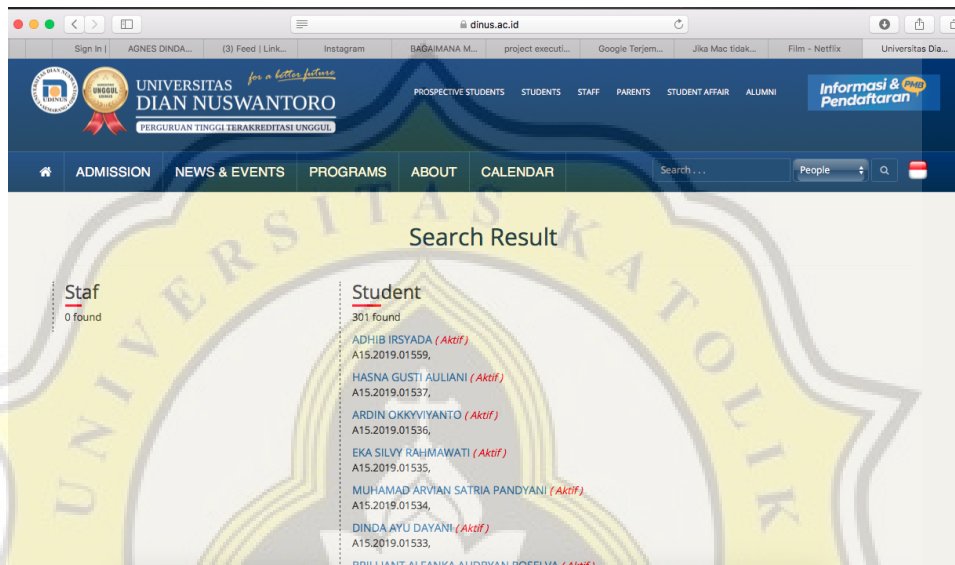 dinus.ac.id
Sign In |
AGNES DINDA...
(3) Feed | Link...
Instagram
BAGAIMANA M...
project executi...
Google Terjem...
Jika Mac tidak...
Film - Netflix
Universitas Dia...
UDINUS
UNGGUL
UNIVERSITAS
for a better future
DIAN NUSWANTORO
PERGURUAN TINGGI TERAKREDITASI UNGGUL
PROSPECTIVE STUDENTS STUDENTS STAFF PARENTS STUDENT AFFAIR ALUMNI
Informasi & PMB
Pendaftaran
ADMISSION NEWS & EVENTS PROGRAMS ABOUT CALENDAR
Search . . .
People
UNIVERSITAS KATOLIK
Search Result
Staf
0 found
Student
301 found
ADHIB IRSYADA ( Aktif )
A15.2019.01559,
HASNA GUSTI AULIANI ( Aktif )
A15.2019.01537,
ARDIN OKKYVIYANTO ( Aktif )
A15.2019.01536,
EKA SILVY RAHMAWATI ( Aktif )
A15.2019.01535,
MUHAMAD ARVIAN SATRIA PANDYANI ( Aktif )
A15.2019.01534,
DINDA AYU DAYANI ( Aktif )
A15.2019.01533,